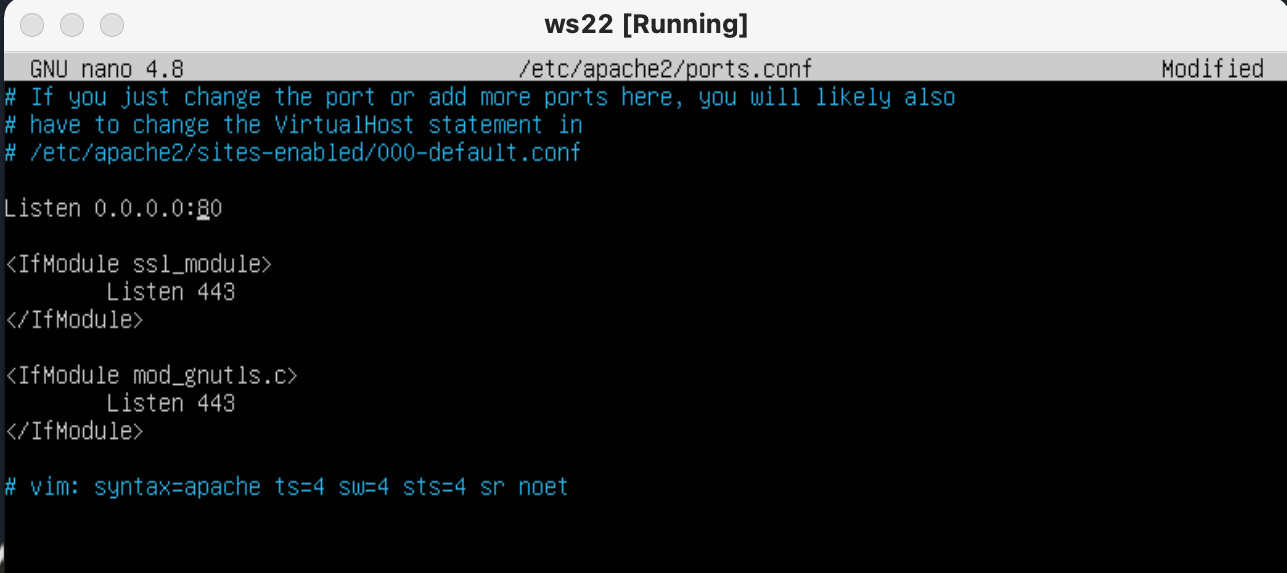 ws22 [Running]
GNU nano 4.8 /etc/apache2/ports.conf Modified
# If you just change the port or add more ports here, you will likely also
# have to change the VirtualHost statement in
# /etc/apache2/sites-enabled/000-default.conf
Listen 0.0.0.0:80
<IfModule ssl_module>
Listen 443
</IfModule>
<IfModule mod_gnutls.c>
Listen 443
</IfModule>
# vim: syntax=apache ts=4 sw=4 sts=4 sr noet